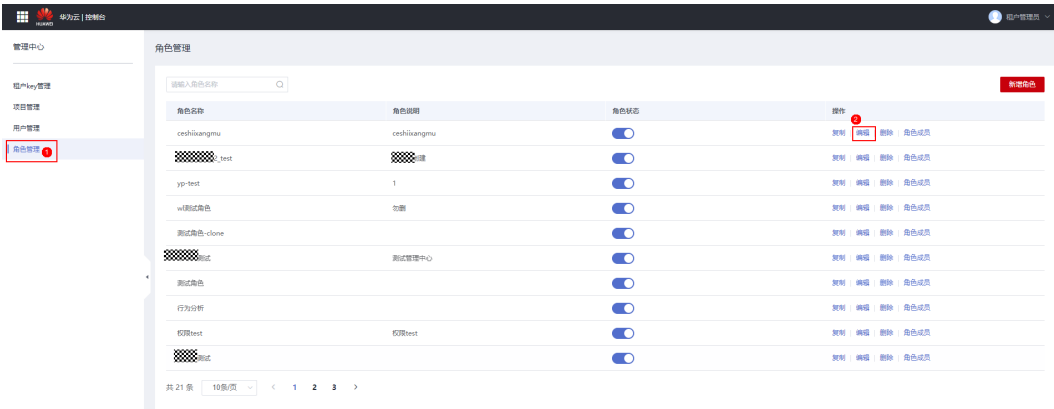 HUAWEI 华为云 | 控制台 租户管理员
管理中心
租户key管理
项目管理
用户管理
角色管理 1
角色管理
请输入角色名称
新增角色
角色名称 角色说明 角色状态 操作
2
ceshiixangmu ceshiixangmu 复制 编辑 删除 角色成员
2_test 创建 复制 编辑 删除 角色成员
yp-test 1 复制 编辑 删除 角色成员
wl测试角色 勿删 复制 编辑 删除 角色成员
测试角色-clone 复制 编辑 删除 角色成员
测试 测试管理中心 复制 编辑 删除 角色成员
测试角色 复制 编辑 删除 角色成员
行为分析 复制 编辑 删除 角色成员
权限test 权限test 复制 编辑 删除 角色成员
测试 复制 编辑 删除 角色成员
共 21 条 10条/页 < 1 2 3 >